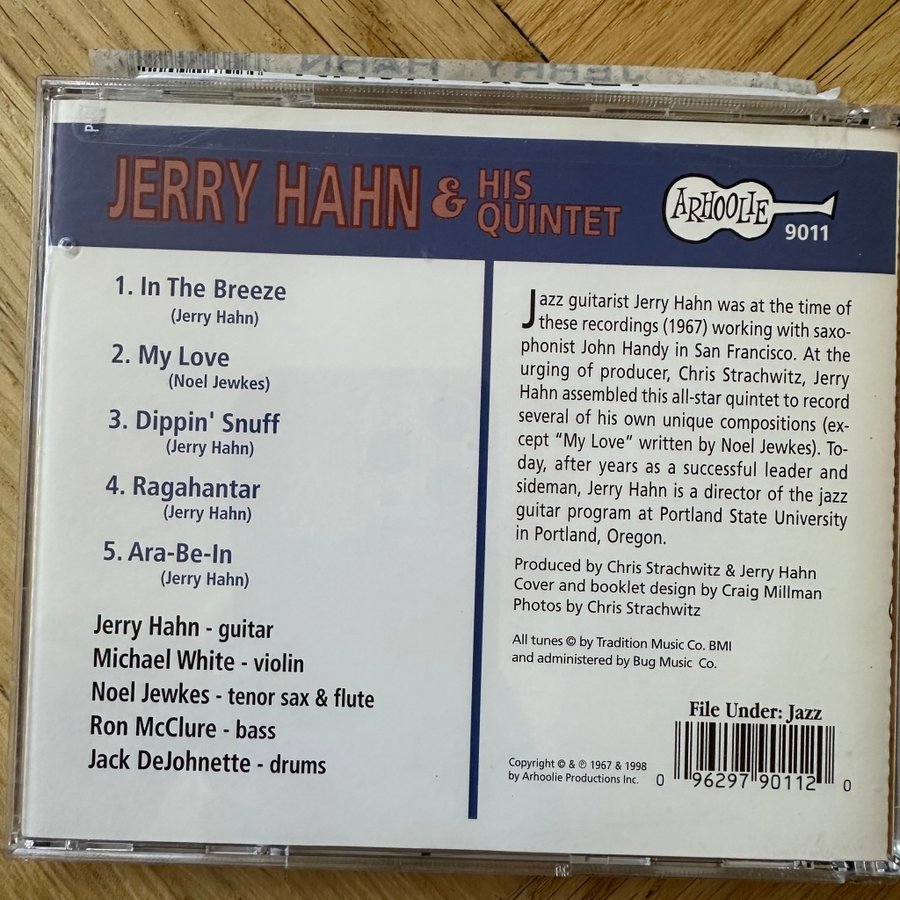 JERRY HAHN
JERRY HAHN & HIS QUINTET
ARHOOLIE
9011
1. In The Breeze
(Jerry Hahn)
2. My Love
(Noel Jewkes)
3. Dippin' Snuff
(Jerry Hahn)
4. Ragahantar
(Jerry Hahn)
5. Ara-Be-In
(Jerry Hahn)
Jerry Hahn - guitar
Michael White - violin
Noel Jewkes - tenor sax & flute
Ron McClure - bass
Jack DeJohnette - drums
Jazz guitarist Jerry Hahn was at the time of
these recordings (1967) working with saxo-
phonist John Handy in San Francisco. At the
urging of producer, Chris Strachwitz, Jerry
Hahn assembled this all-star quintet to record
several of his own unique compositions (ex-
cept “My Love” written by Noel Jewkes). To-
day, after years as a successful leader and
sideman, Jerry Hahn is a director of the jazz
guitar program at Portland State University
in Portland, Oregon.
Produced by Chris Strachwitz & Jerry Hahn
Cover and booklet design by Craig Millman
Photos by Chris Strachwitz
All tunes © by Tradition Music Co. BMI
and administered by Bug Music Co.
File Under: Jazz
Copyright © & ℗ 1967 & 1998
by Arhoolie Productions Inc.
0 96297 90112 0